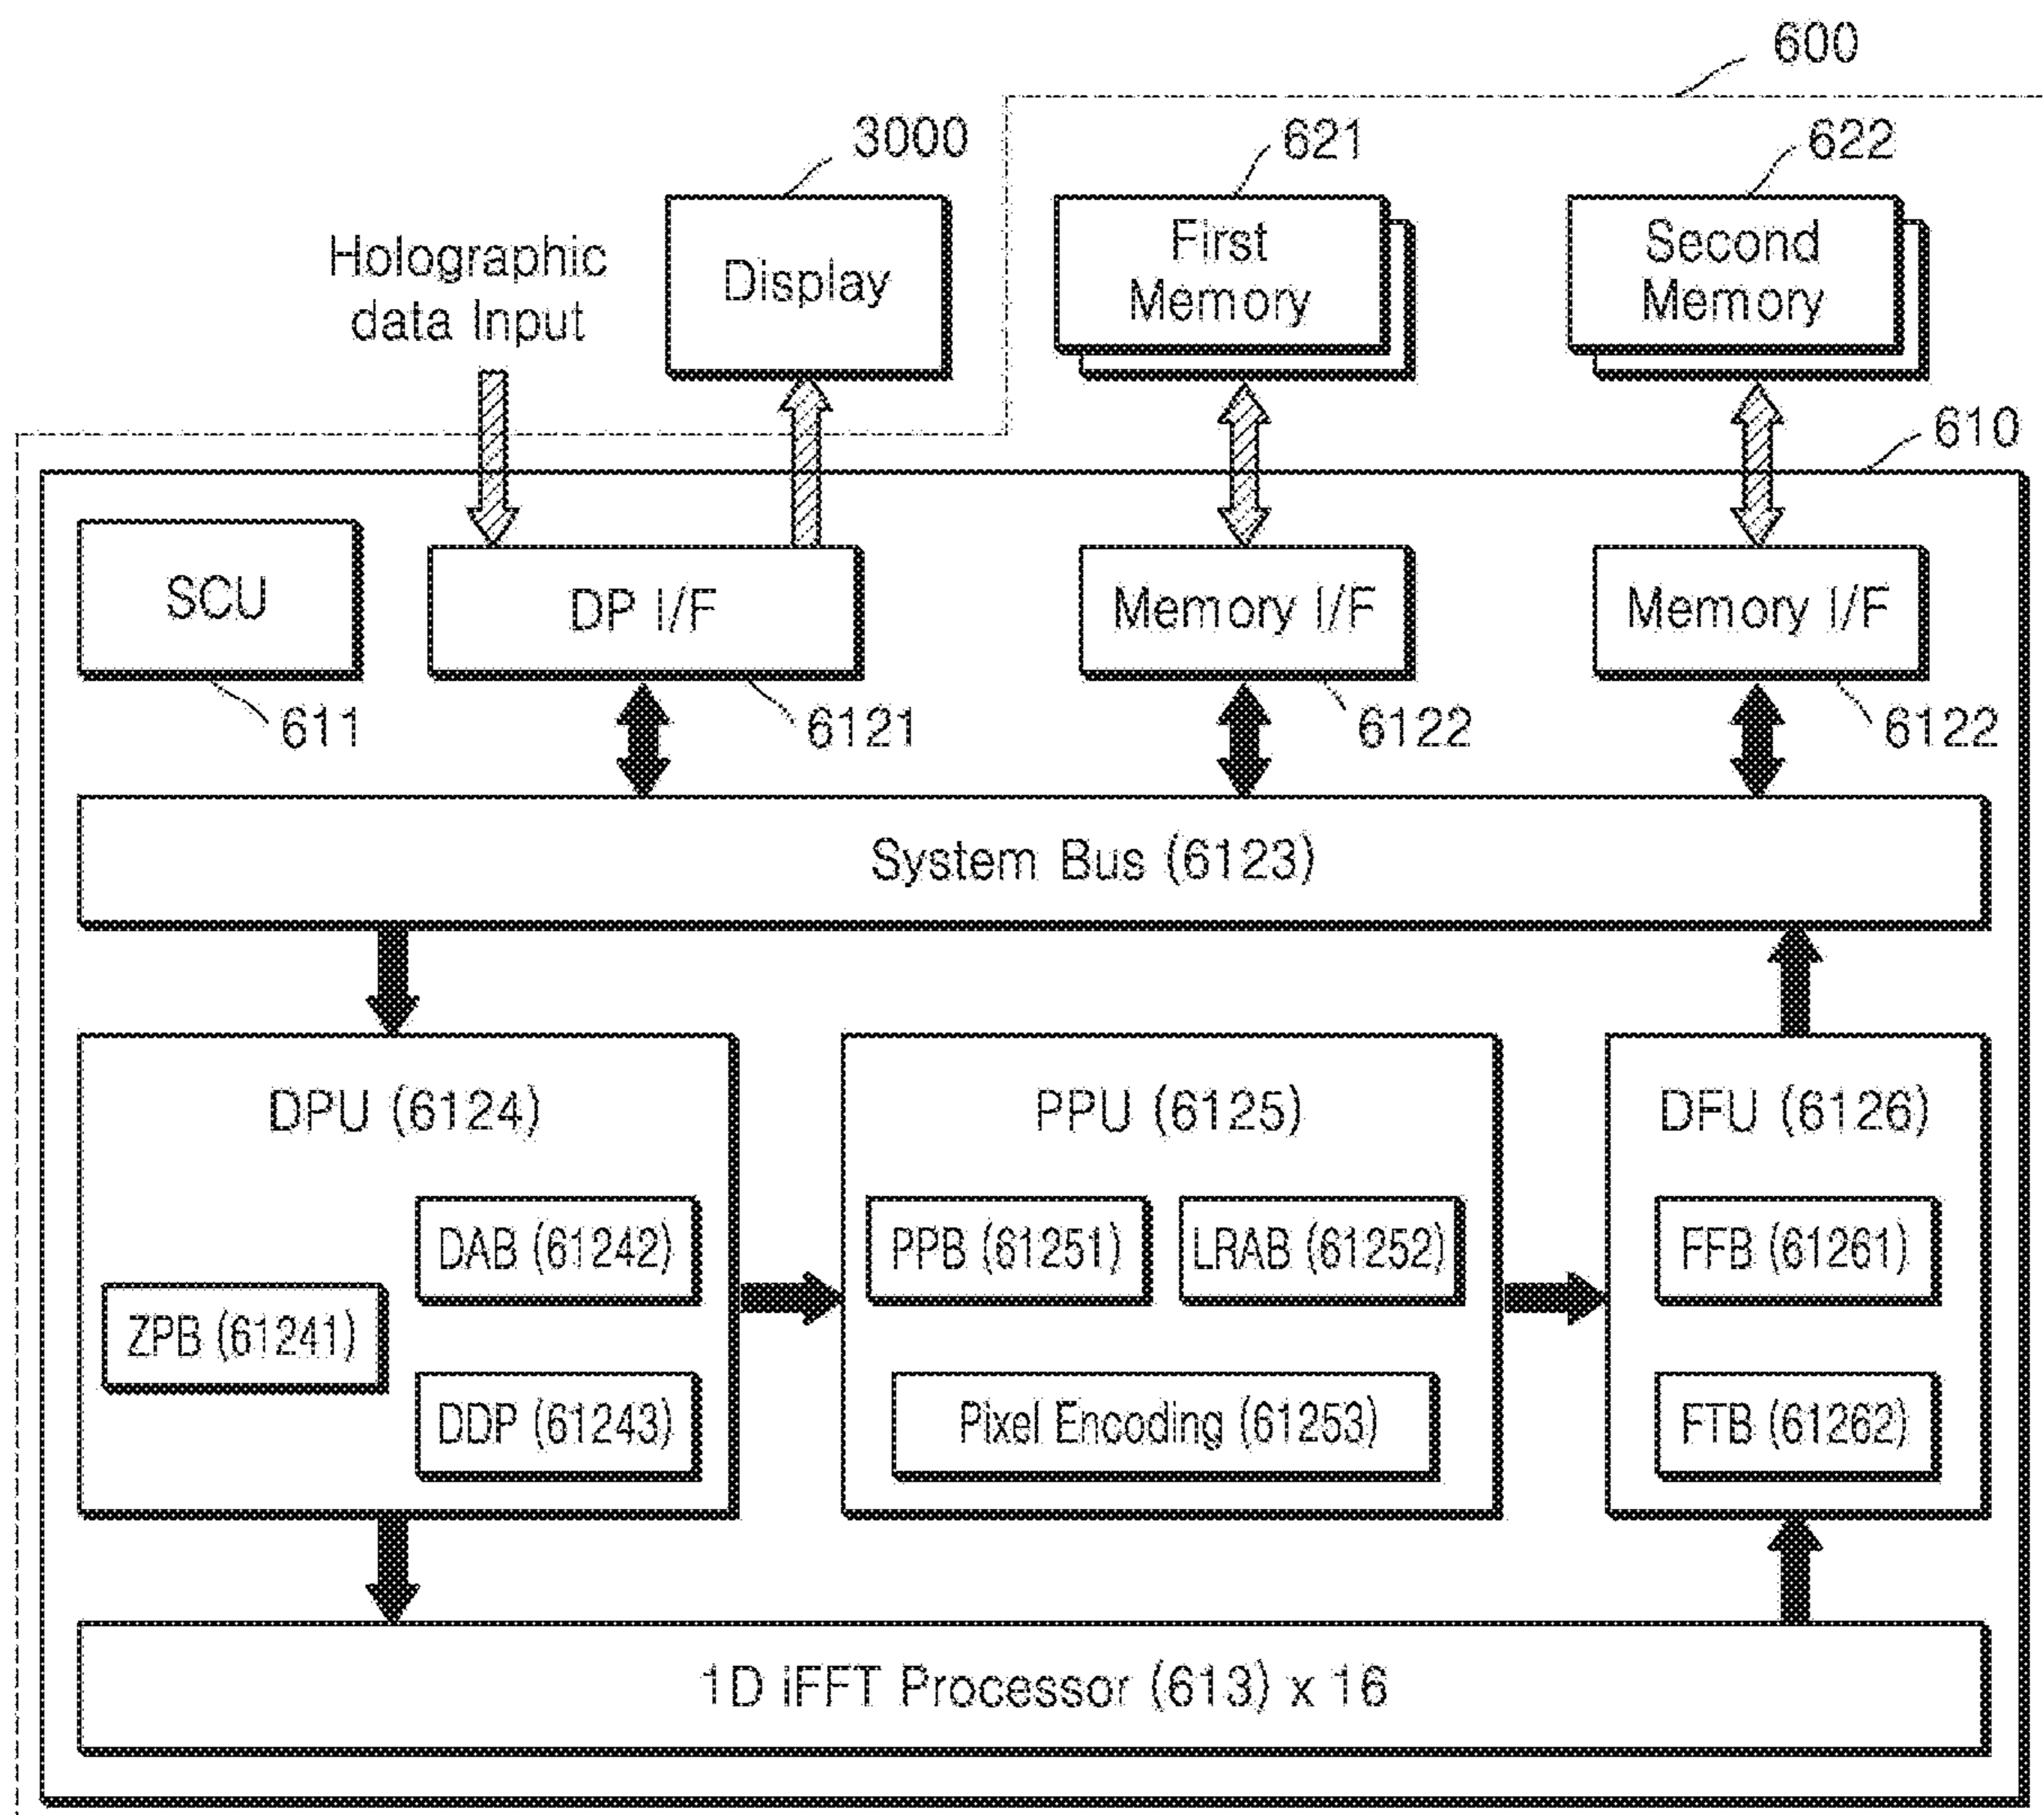 600
3000
621
622
Holographic
data Input
Display
First
Memory
Second
Memory
610
SCU
DP I/F
Memory I/F
Memory I/F
611
6121
6122
6122
System Bus (6123)
DPU (6124)
PPU (6125)
DFU (6126)
DAB (61242)
PPB (61251)
LRAB (61252)
FFB (61261)
ZPB (61241)
DDP (61243)
Pixel Encoding (61253)
FTB (61262)
1D iFFT Processor (613) x 16